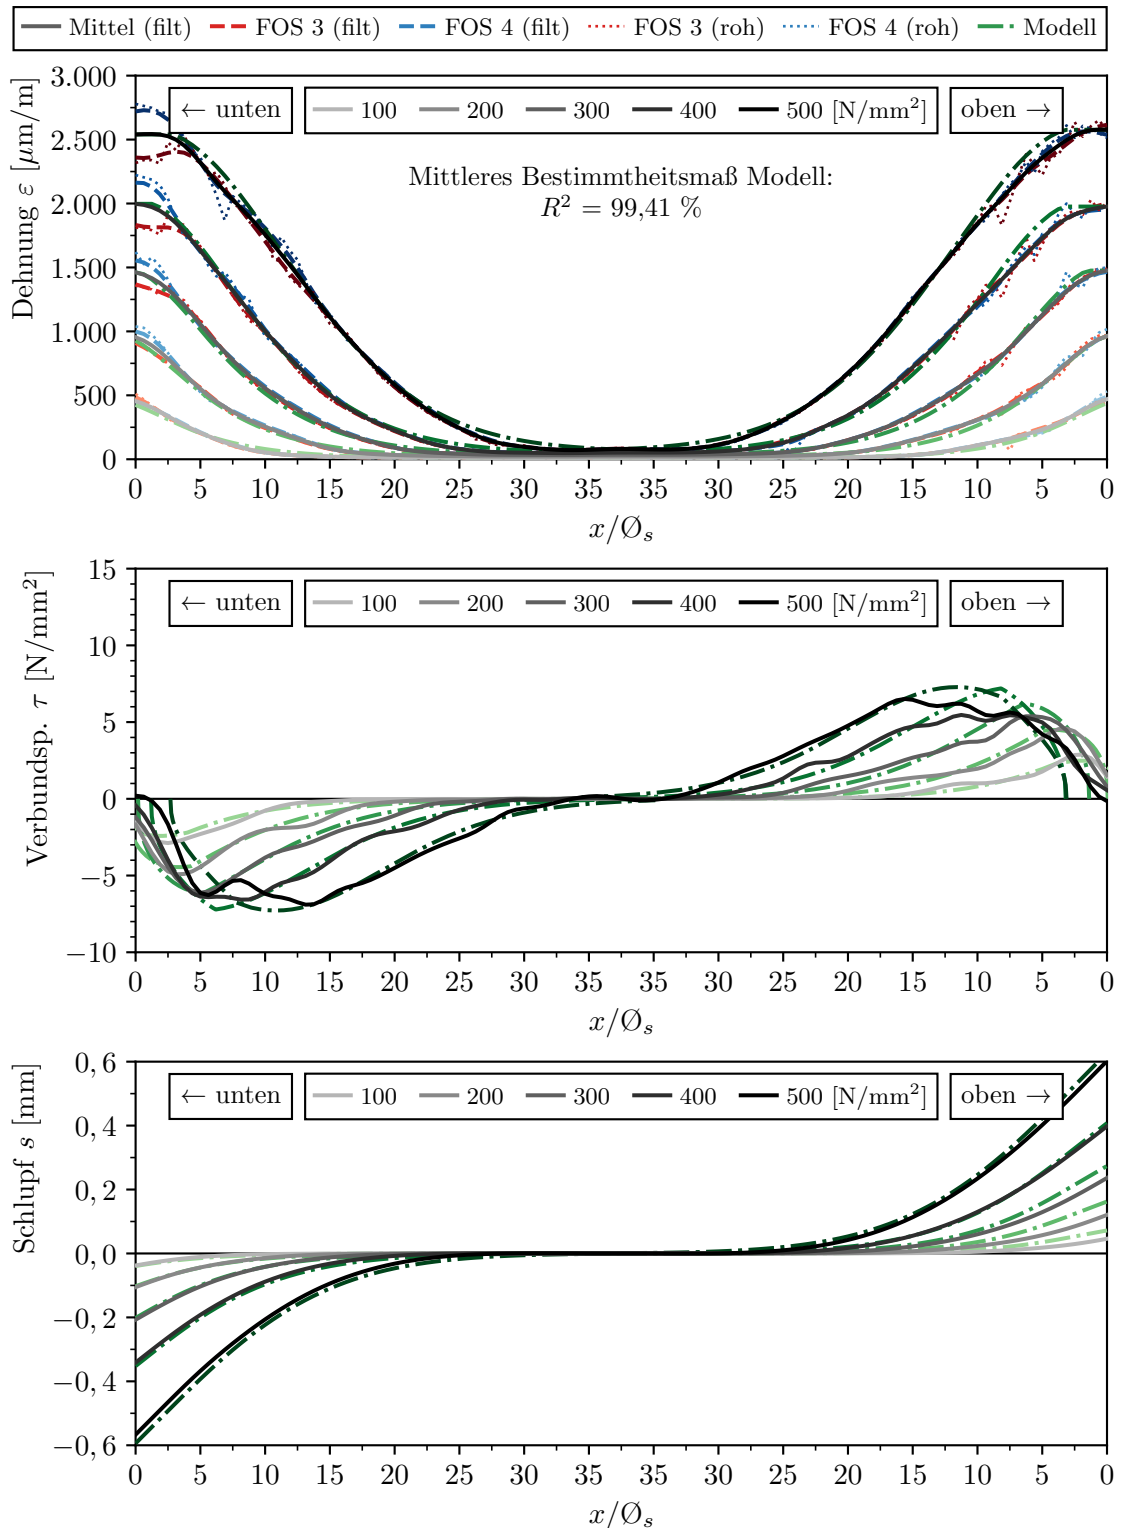 Mittel (filt) FOS 3 (filt) FOS 4 (filt) FOS 3 (roh) FOS 4 (roh) Modell
Dehnung ε [μm/m]
3.000
2.500
2.000
1.500
1.000
500
0
← unten
100 200 300 400 500 [N/mm²]
oben →
Mittleres Bestimmtheitsmaß Modell:
R² = 99,41 %
0 5 10 15 20 25 30 35 30 25 20 15 10 5 0
x/Øₛ
Verbundsp. τ [N/mm²]
15
10
5
0
−5
−10
← unten
100 200 300 400 500 [N/mm²]
oben →
0 5 10 15 20 25 30 35 35 30 25 20 15 10 5 0
x/Øₛ
Schlupf s [mm]
0,6
0,4
0,2
0,0
−0,2
−0,4
−0,6
← unten
100 200 300 400 500 [N/mm²]
oben →
0 5 10 15 20 25 30 35 35 30 25 20 15 10 5 0
x/Øₛ